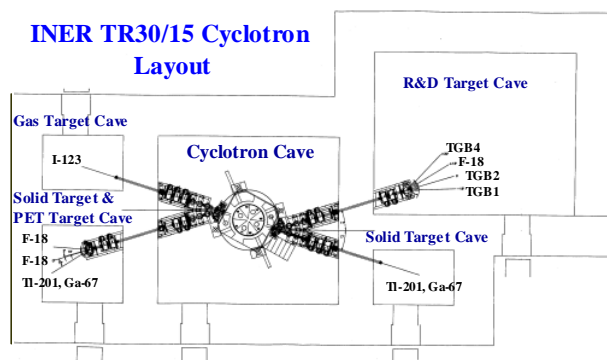 INER TR30/15 Cyclotron
Layout
R&D Target Cave
Gas Target Cave
I-123
Cyclotron Cave
TGB4
F-18
TGB2
TGB1
Solid Target &
PET Target Cave
F-18
F-18
Tl-201, Ga-67
Solid Target Cave
Tl-201, Ga-67